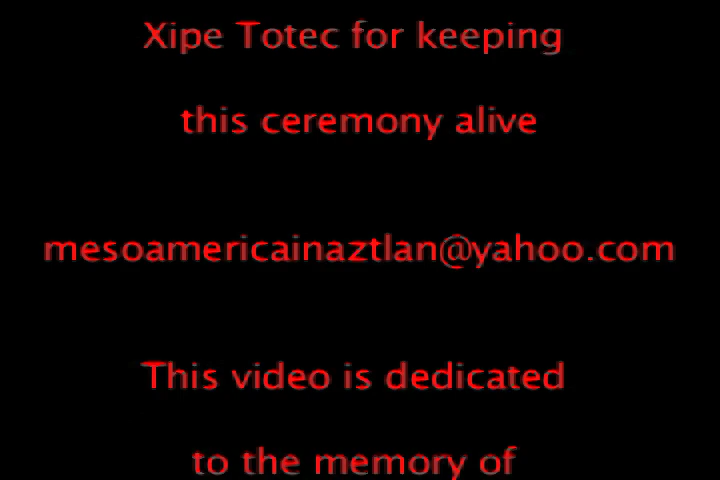 Xipe Totec for keeping
this ceremony alive
mesoamericainaztlan@yahoo.com
This video is dedicated
to the memory of